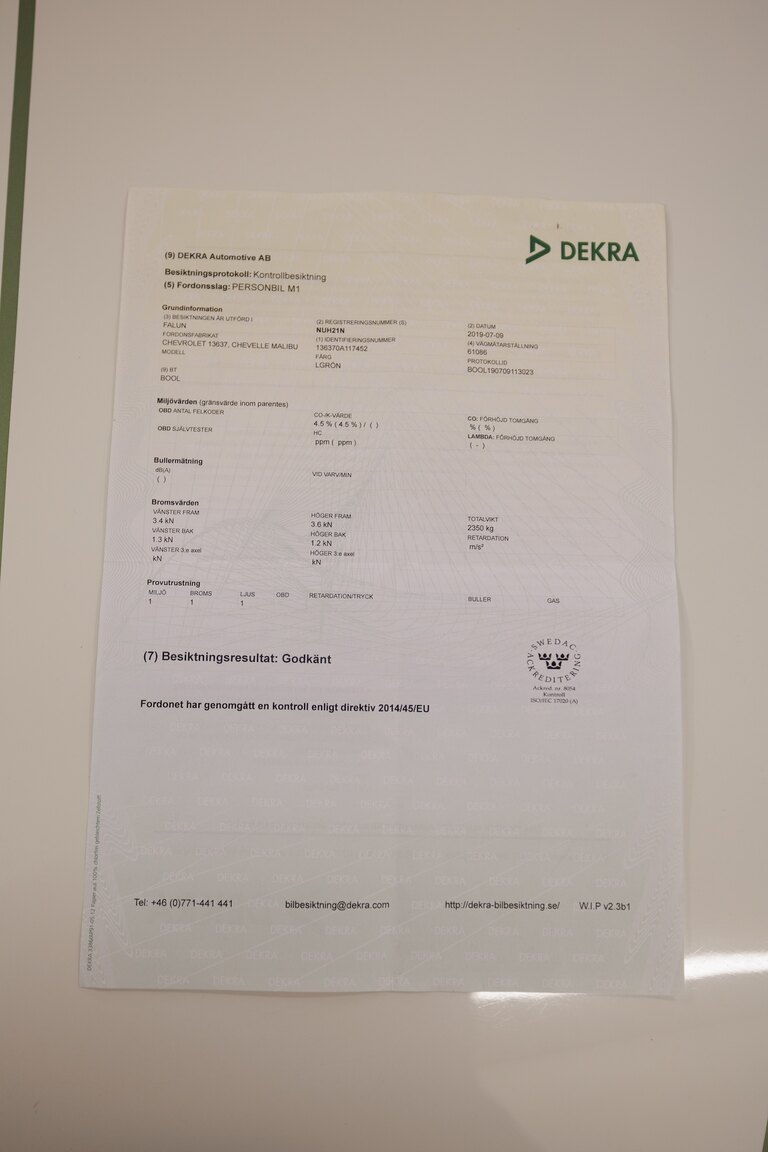 DEKRA
(9) DEKRA Automotive AB
Besiktningsprotokoll: Kontrollbesiktning
(5) Fordonsslag: PERSONBIL M1
Grundinformation
(3) BESIKTNINGEN ÄR UTFÖRD I
FALUN
(2) REGISTRERINGSNUMMER (S)
NUH21N
(2) DATUM
2019-07-09
FORDONSFABRIKAT
CHEVROLET 13637, CHEVELLE MALIBU
(1) IDENTIFIERINGSNUMMER
136370A117452
(4) VÄGMÄTARSTÄLLNING
61086
MODELL
FÄRG
LGRÖN
PROTOKOLLID
BOOL190709113023
(9) BT
BOOL
Miljövärden (gränsvärde inom parentes)
OBD ANTAL FELKODER
CO-IK-VÄRDE
4.5 % ( 4.5 % ) / ( )
CO: FÖRHÖJD TOMGÅNG
% ( % )
OBD SJÄLVTESTER
HC
ppm ( ppm )
LAMBDA: FÖRHÖJD TOMGÅNG
( - )
Bullermätning
dB(A)
( )
VID VARV/MIN
Bromsvärden
VÄNSTER FRAM
3.4 kN
HÖGER FRAM
3.6 kN
TOTALVIKT
2350 kg
VÄNSTER BAK
1.3 kN
HÖGER BAK
1.2 kN
RETARDATION
m/s²
VÄNSTER 3:e axel
kN
HÖGER 3:e axel
kN
Provutrustning
MILJÖ BROMS LJUS OBD RETARDATION/TRYCK BULLER GAS
1 1 1
(7) Besiktningsresultat: Godkänt
SWEDAC ACKREDITERING
Ackred. nr. 8054
Kontroll
ISO/IEC 17020 (A)
Fordonet har genomgått en kontroll enligt direktiv 2014/45/EU
Tel: +46 (0)771-441 441 bilbesiktning@dekra.com http://dekra-bilbesiktning.se/ W.I.P v2.3b1